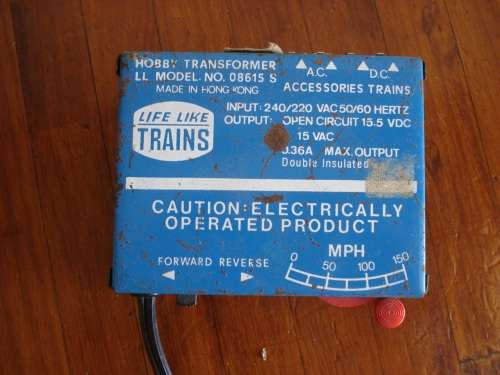 HOBBY TRANSFORMER
LL MODEL NO. 08615 S
MADE IN HONG KONG
A.C. D.C.
ACCESSORIES TRAINS
LIFE LIKE
TRAINS
INPUT: 240/220 VAC 50/60 HERTZ
OUTPUT: OPEN CIRCUIT 15.5 VDC
15 VAC
0.36A MAX. OUTPUT
Double Insulated
CAUTION: ELECTRICALLY
OPERATED PRODUCT
FORWARD REVERSE
MPH
0 50 100 150